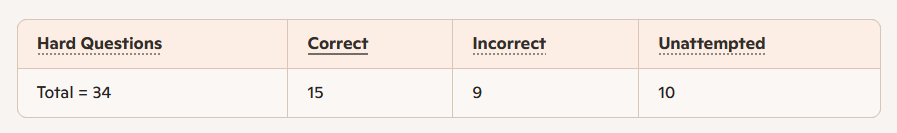 Hard Questions Correct Incorrect Unattempted
Total = 34 15 9 10